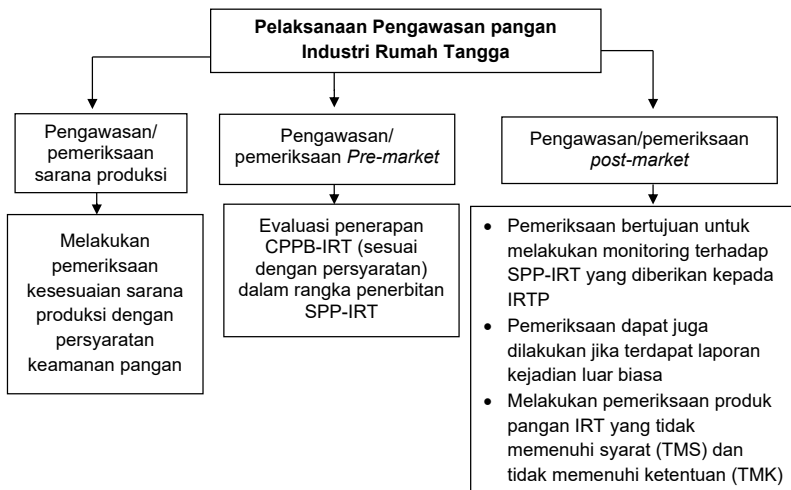 Pelaksanaan Pengawasan pangan
Industri Rumah Tangga
Pengawasan/
pemeriksaan
sarana produksi
Melakukan
pemeriksaan
kesesuaian sarana
produksi dengan
persyaratan
keamanan pangan
Pengawasan/
pemeriksaan Pre-market
Evaluasi penerapan
CPPB-IRT (sesuai
dengan persyaratan)
dalam rangka penerbitan
SPP-IRT
Pengawasan/pemeriksaan
post-market
• Pemeriksaan bertujuan untuk
melakukan monitoring terhadap
SPP-IRT yang diberikan kepada
IRTP
• Pemeriksaan dapat juga
dilakukan jika terdapat laporan
kejadian luar biasa
• Melakukan pemeriksaan produk
pangan IRT yang tidak
memenuhi syarat (TMS) dan
tidak memenuhi ketentuan (TMK)